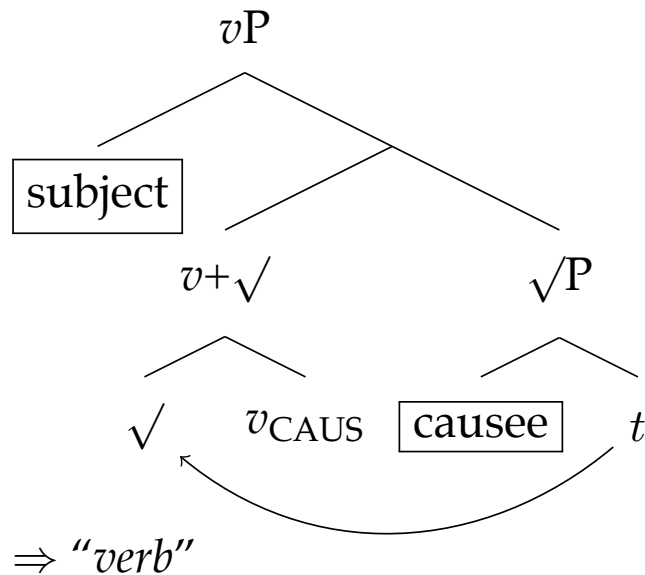 vP
subject
v+√ √P
√ vCAUS causee t
⇒ “verb”